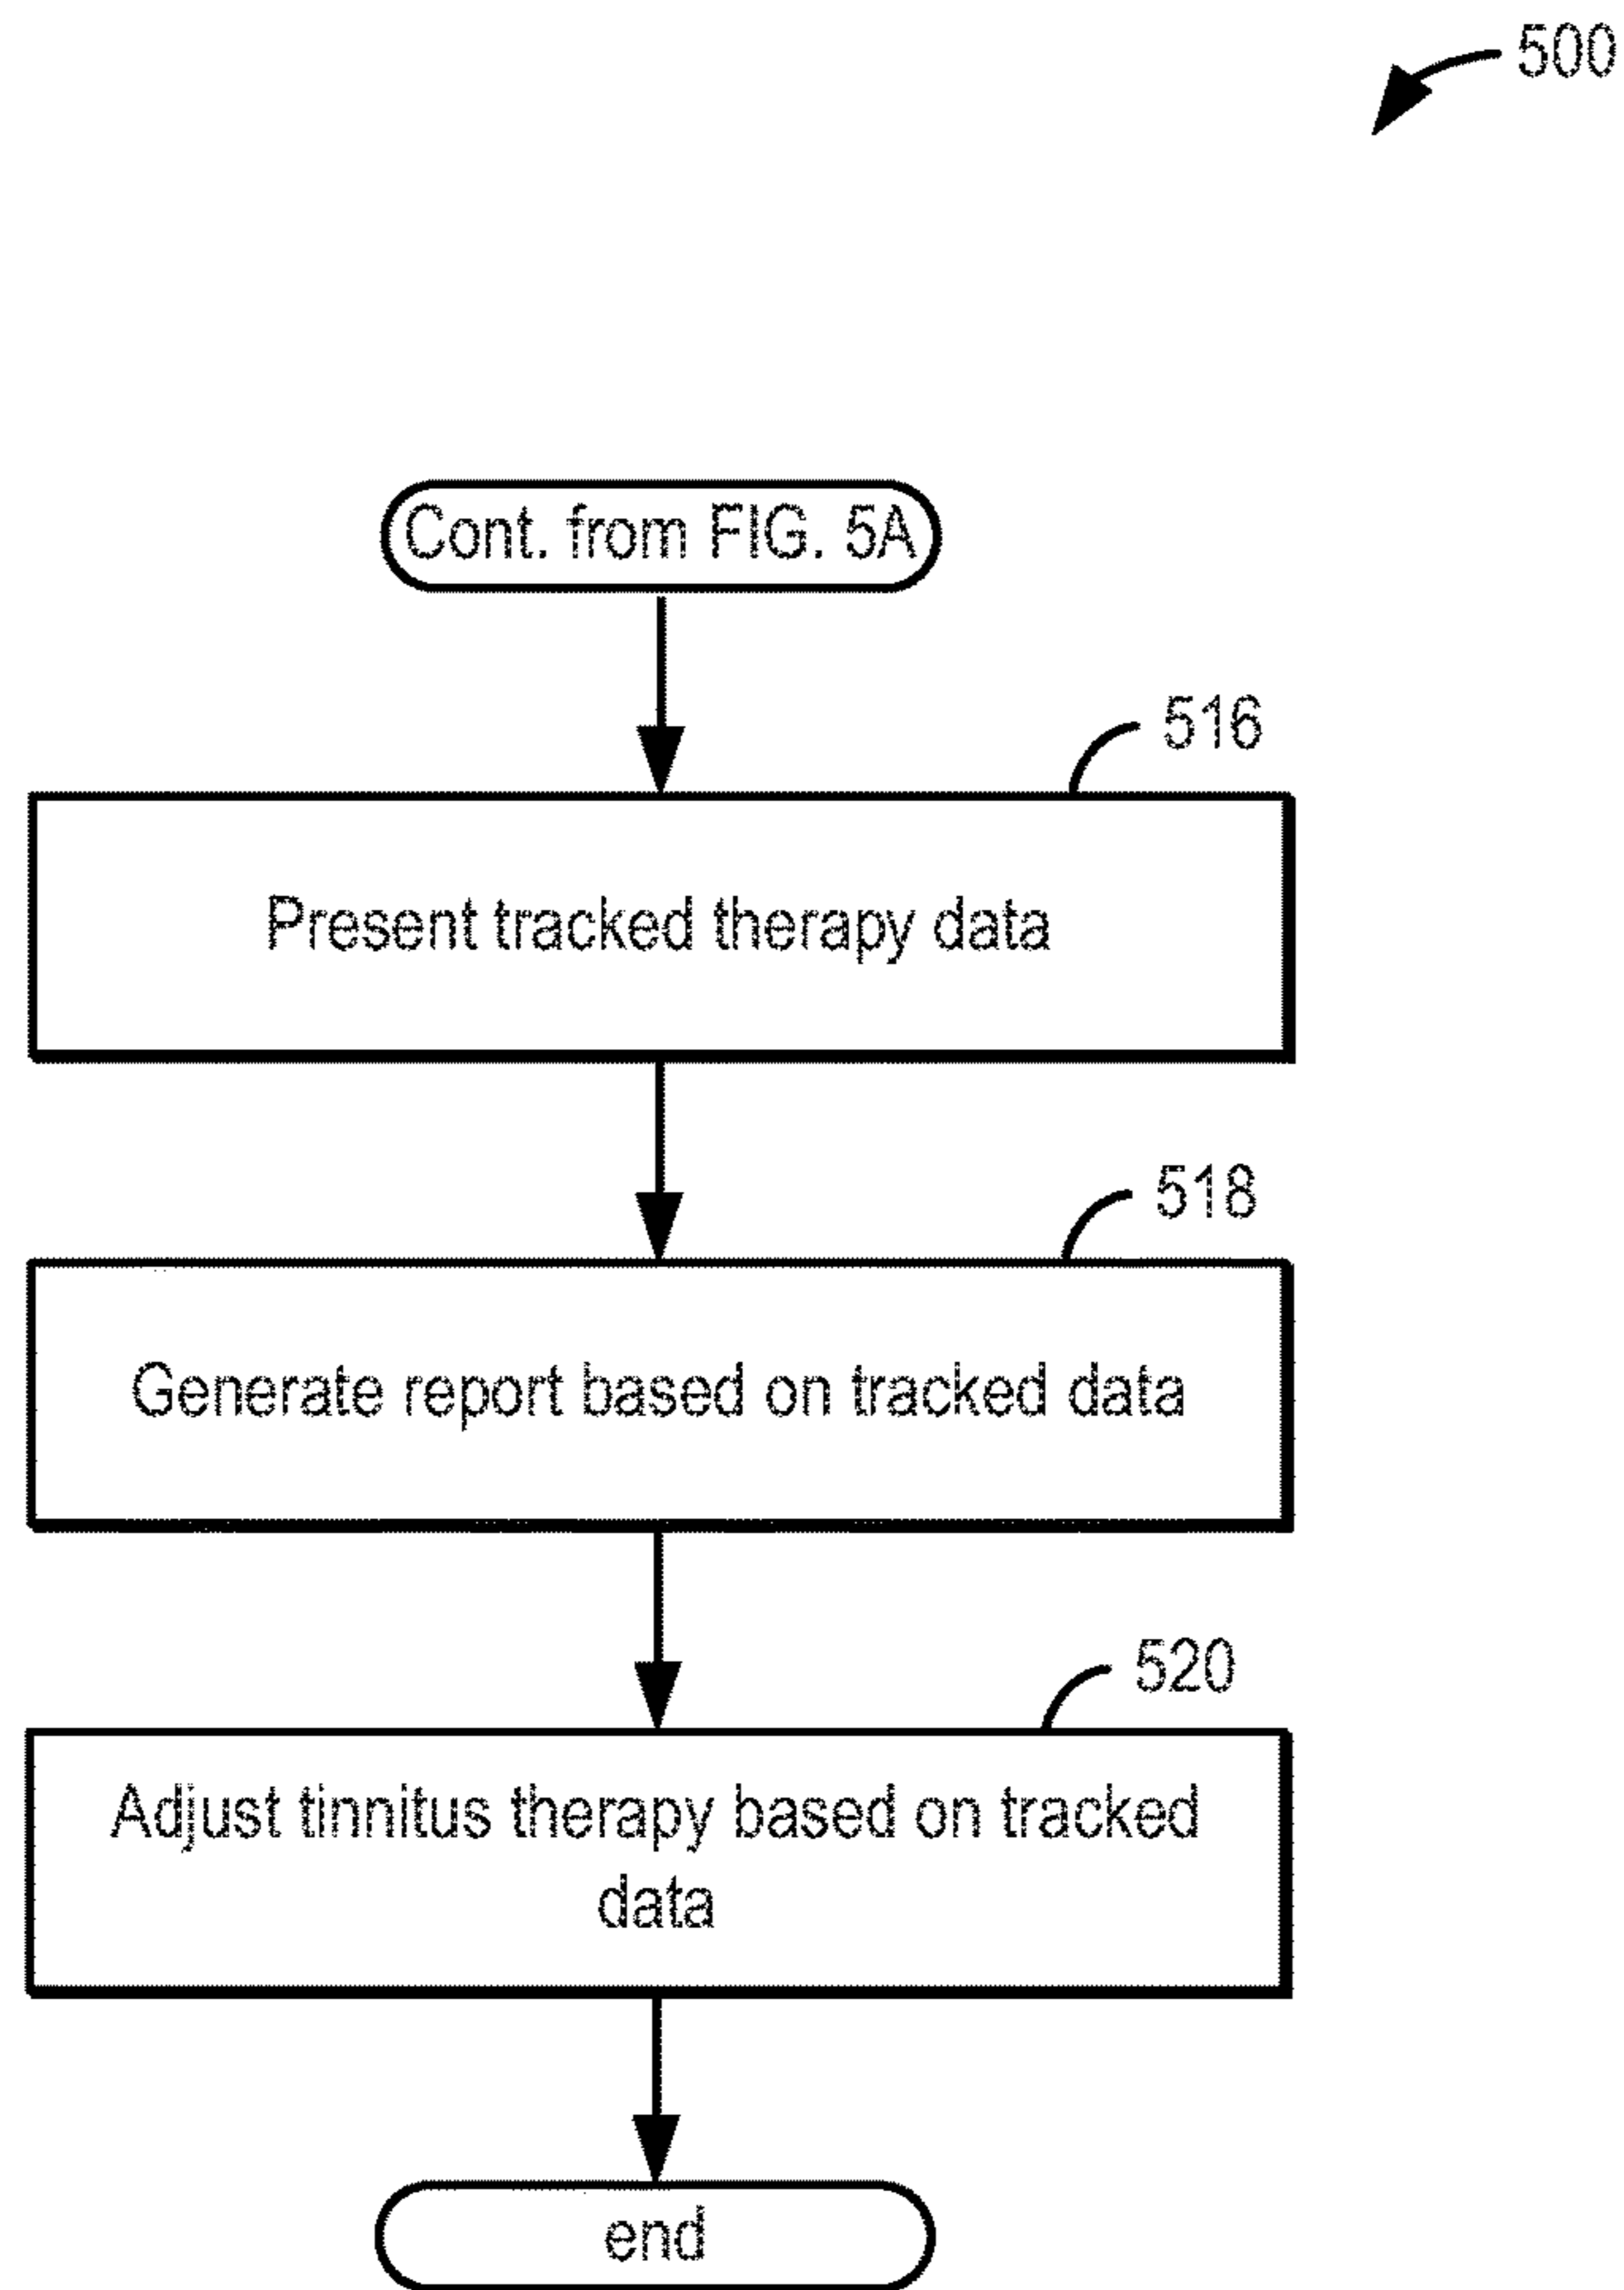 500
Cont. from FIG. 5A
516
Present tracked therapy data
518
Generate report based on tracked data
520
Adjust tinnitus therapy based on tracked
data
end